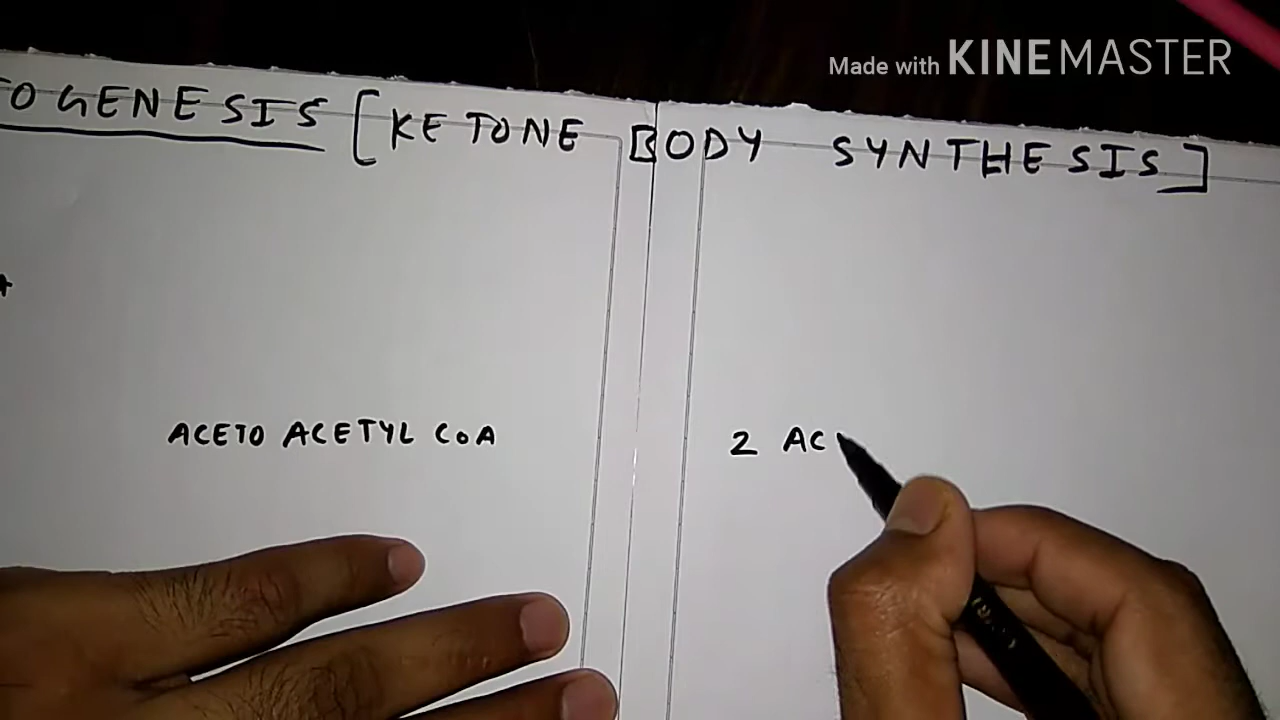 Made with KINEMASTER
OGENESIS [KETONE BODY SYNTHESIS]
ACETO ACETYL COA
2 AC